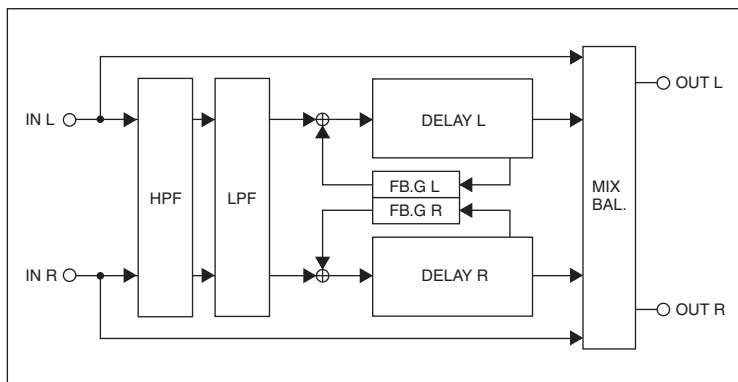 IN L
HPF
LPF
DELAY L
FB.G L
FB.G R
DELAY R
MIX
BAL.
OUT L
IN R
OUT R